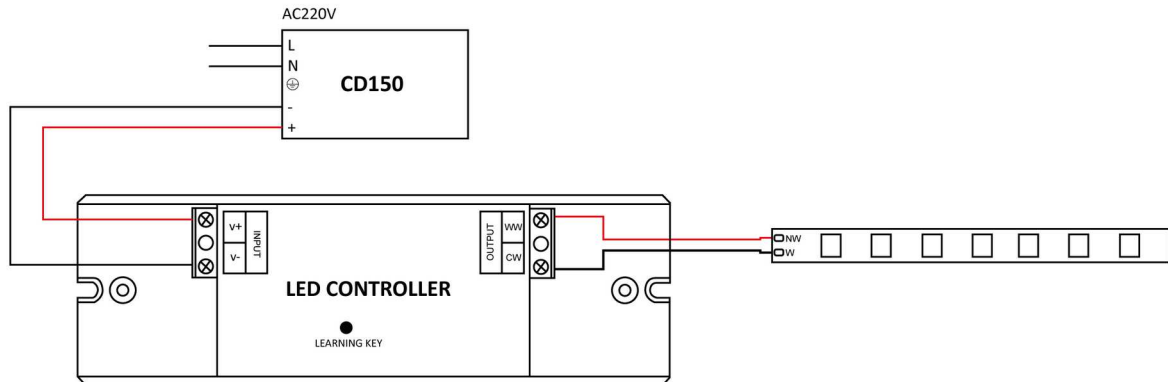 AC220V
L
N
CD150
-
+
V+
V-
INPUT
OUTPUT
WW
CW
NW
W
LED CONTROLLER
LEARNING KEY